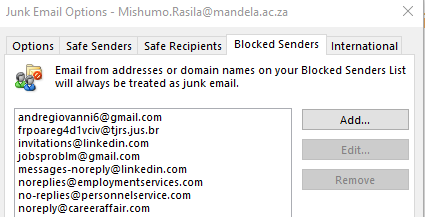 Junk Email Options - Mishumo.Rasila@mandela.ac.za
Options Safe Senders Safe Recipients Blocked Senders International
Email from addresses or domain names on your Blocked Senders List
will always be treated as junk email.
andregiovanni6@gmail.com
frpoareg4d1vciv@tjrs.jus.br
invitations@linkedin.com
jobsproblm@gmail.com
messages-noreply@linkedin.com
noreplies@employmentservices.com
no-replies@personnelservice.com
noreply@careeraffair.com
Add...
Edit...
Remove